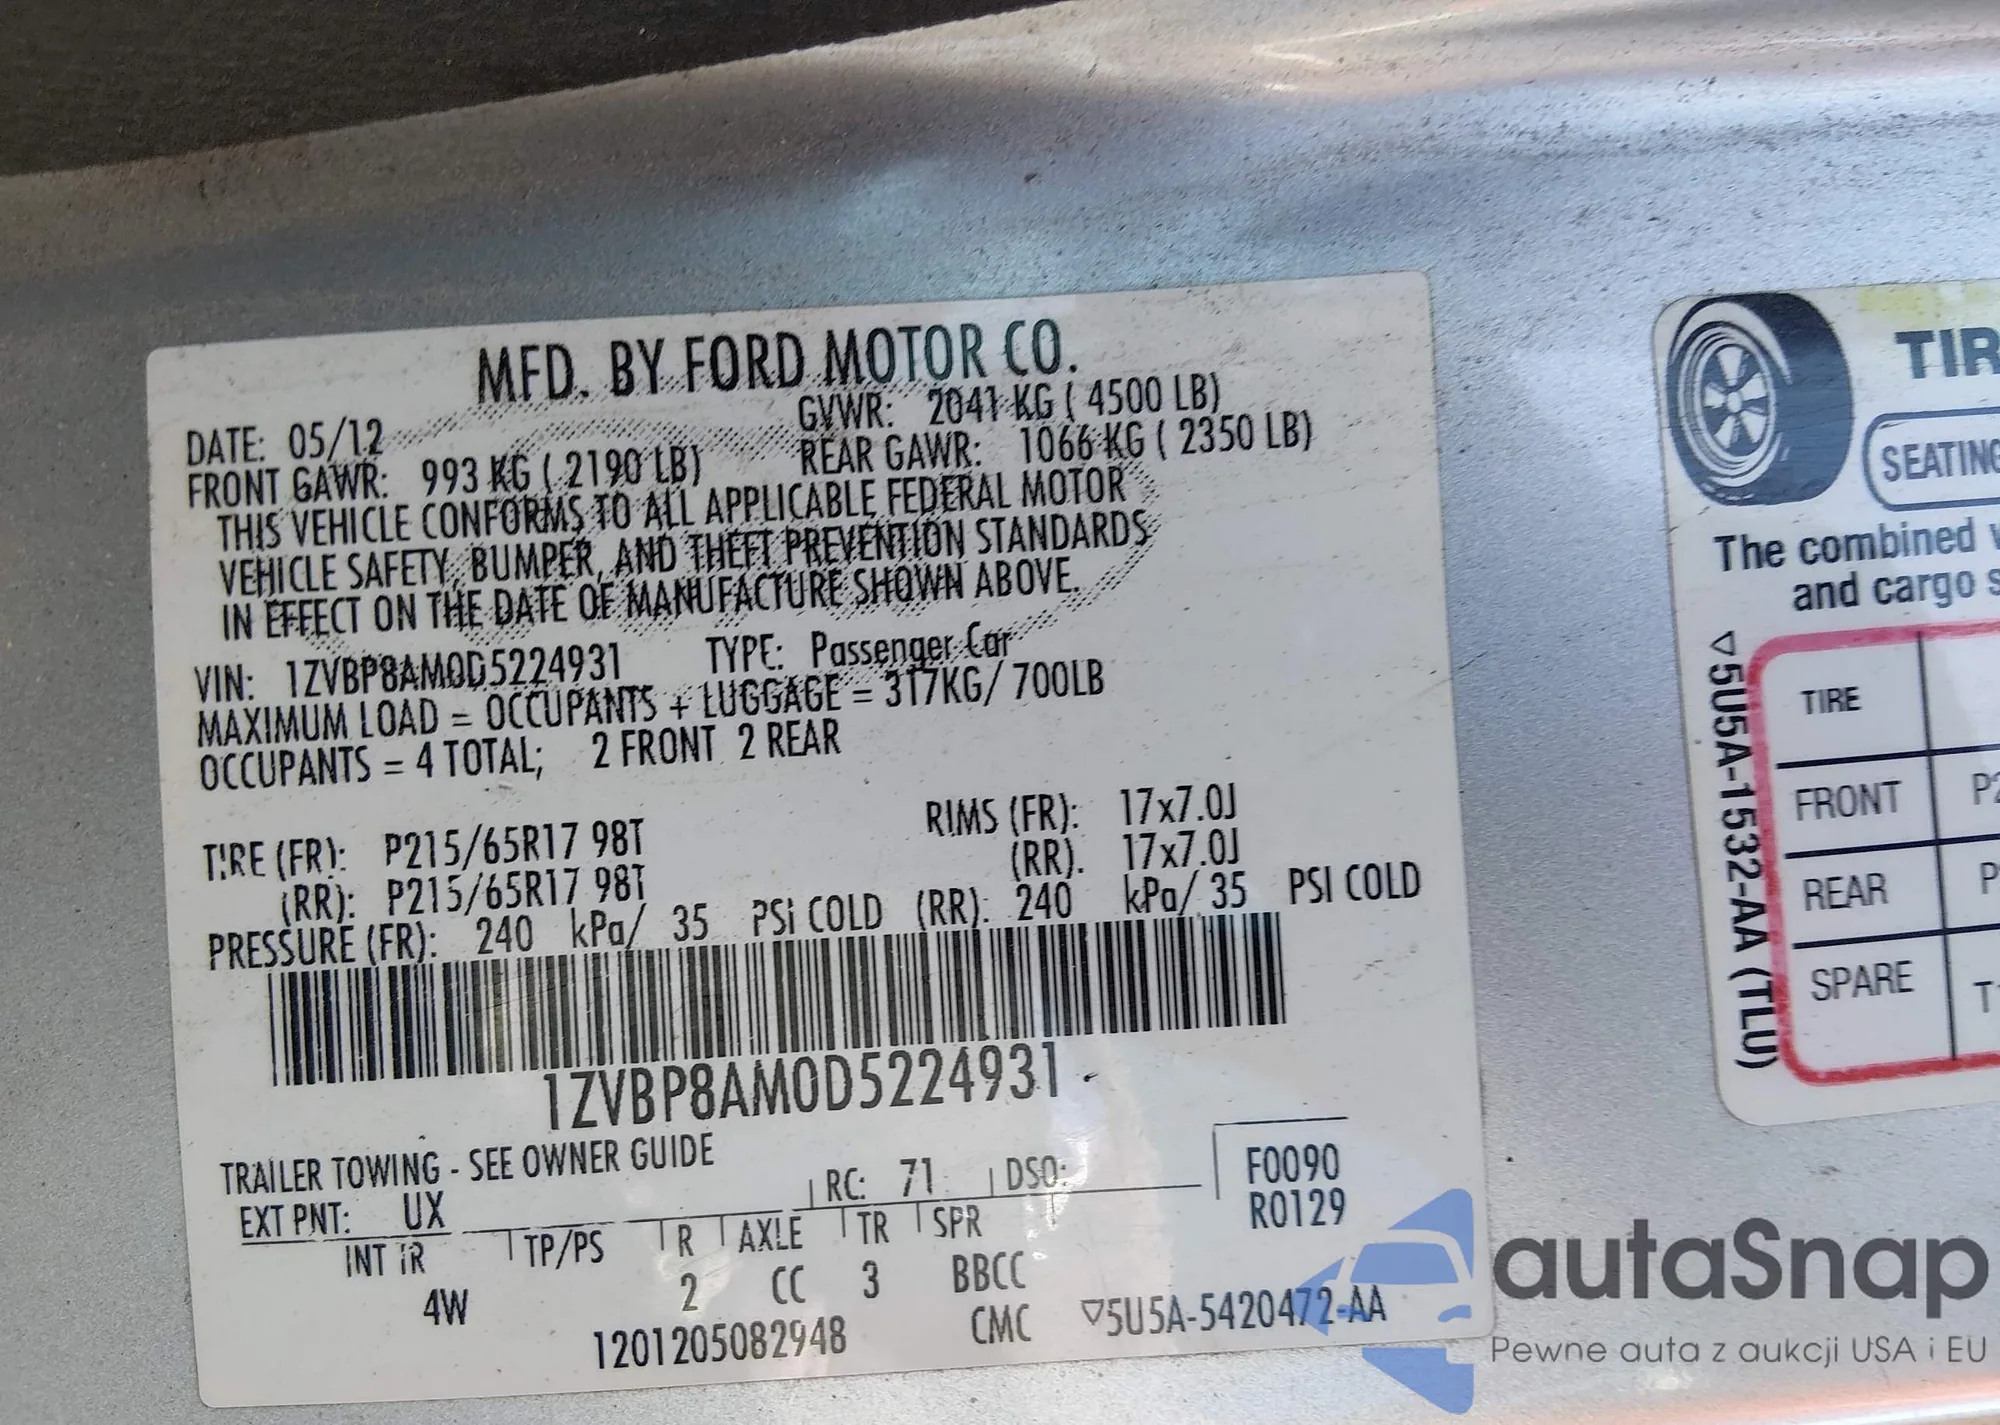 MFD. BY FORD MOTOR CO.
DATE: 05/12 GVWR: 2041 KG ( 4500 LB)
FRONT GAWR: 993 KG ( 2190 LB) REAR GAWR: 1066 KG ( 2350 LB)
THIS VEHICLE CONFORMS TO ALL APPLICABLE FEDERAL MOTOR
VEHICLE SAFETY, BUMPER, AND THEFT PREVENTION STANDARDS
IN EFFECT ON THE DATE OF MANUFACTURE SHOWN ABOVE.
VIN: 1ZVBP8AM0D5224931 TYPE: Passenger Car
MAXIMUM LOAD = OCCUPANTS + LUGGAGE = 317KG/ 700LB
OCCUPANTS = 4 TOTAL; 2 FRONT 2 REAR
TIRE (FR): P215/65R17 98T RIMS (FR): 17x7.0J
(RR): P215/65R17 98T (RR). 17x7.0J
PRESSURE (FR): 240 kPa/ 35 PSI COLD (RR): 240 kPa/ 35 PSI COLD
1ZVBP8AM0D5224931
TRAILER TOWING - SEE OWNER GUIDE
EXT PNT: UX RC: 71 DSO: F0090
R0129
INT TR TP/PS R AXLE TR SPR
4W 2 CC 3 BBCC
1201205082948 CMC 5U5A-5420472-AA
TIR
SEATING
The combined
and cargo
5U5A-1532-AA (TLU)
TIRE
FRONT P2
REAR P
SPARE T1
autaSnap
Pewne auta z aukcji USA i EU